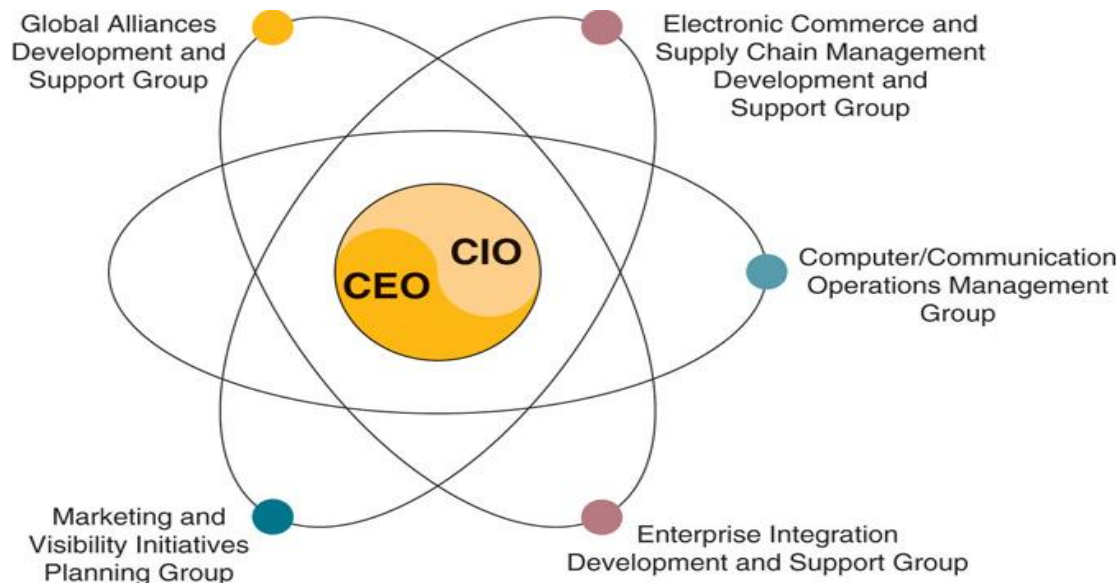 Global Alliances
Development and
Support Group
Electronic Commerce and
Supply Chain Management
Development and
Support Group
CIO
CEO
Computer/Communication
Operations Management
Group
Marketing and
Visibility Initiatives
Planning Group
Enterprise Integration
Development and Support Group